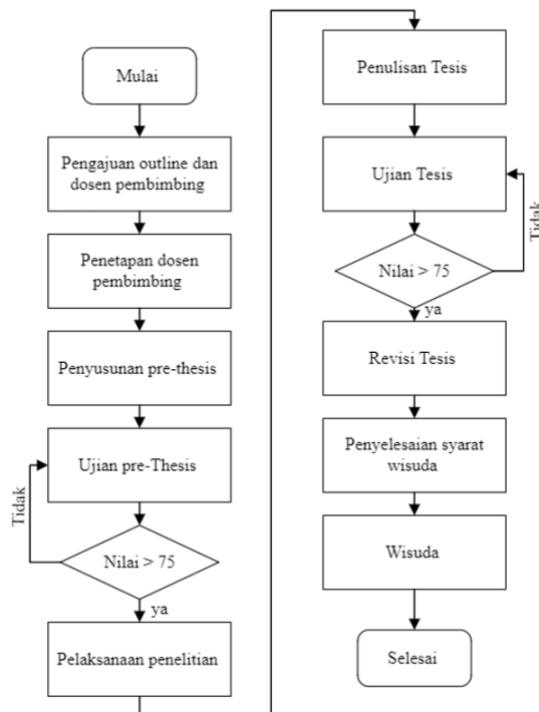 Mulai
Pengajuan outline dan
dosen pembimbing
Penetapan dosen
pembimbing
Penyusunan pre-thesis
Ujian pre-Thesis
Tidak
Nilai > 75
ya
Pelaksanaan penelitian
Penulisan Tesis
Ujian Tesis
Tidak
Nilai > 75
ya
Revisi Tesis
Penyelesaian syarat
wisuda
Wisuda
Selesai